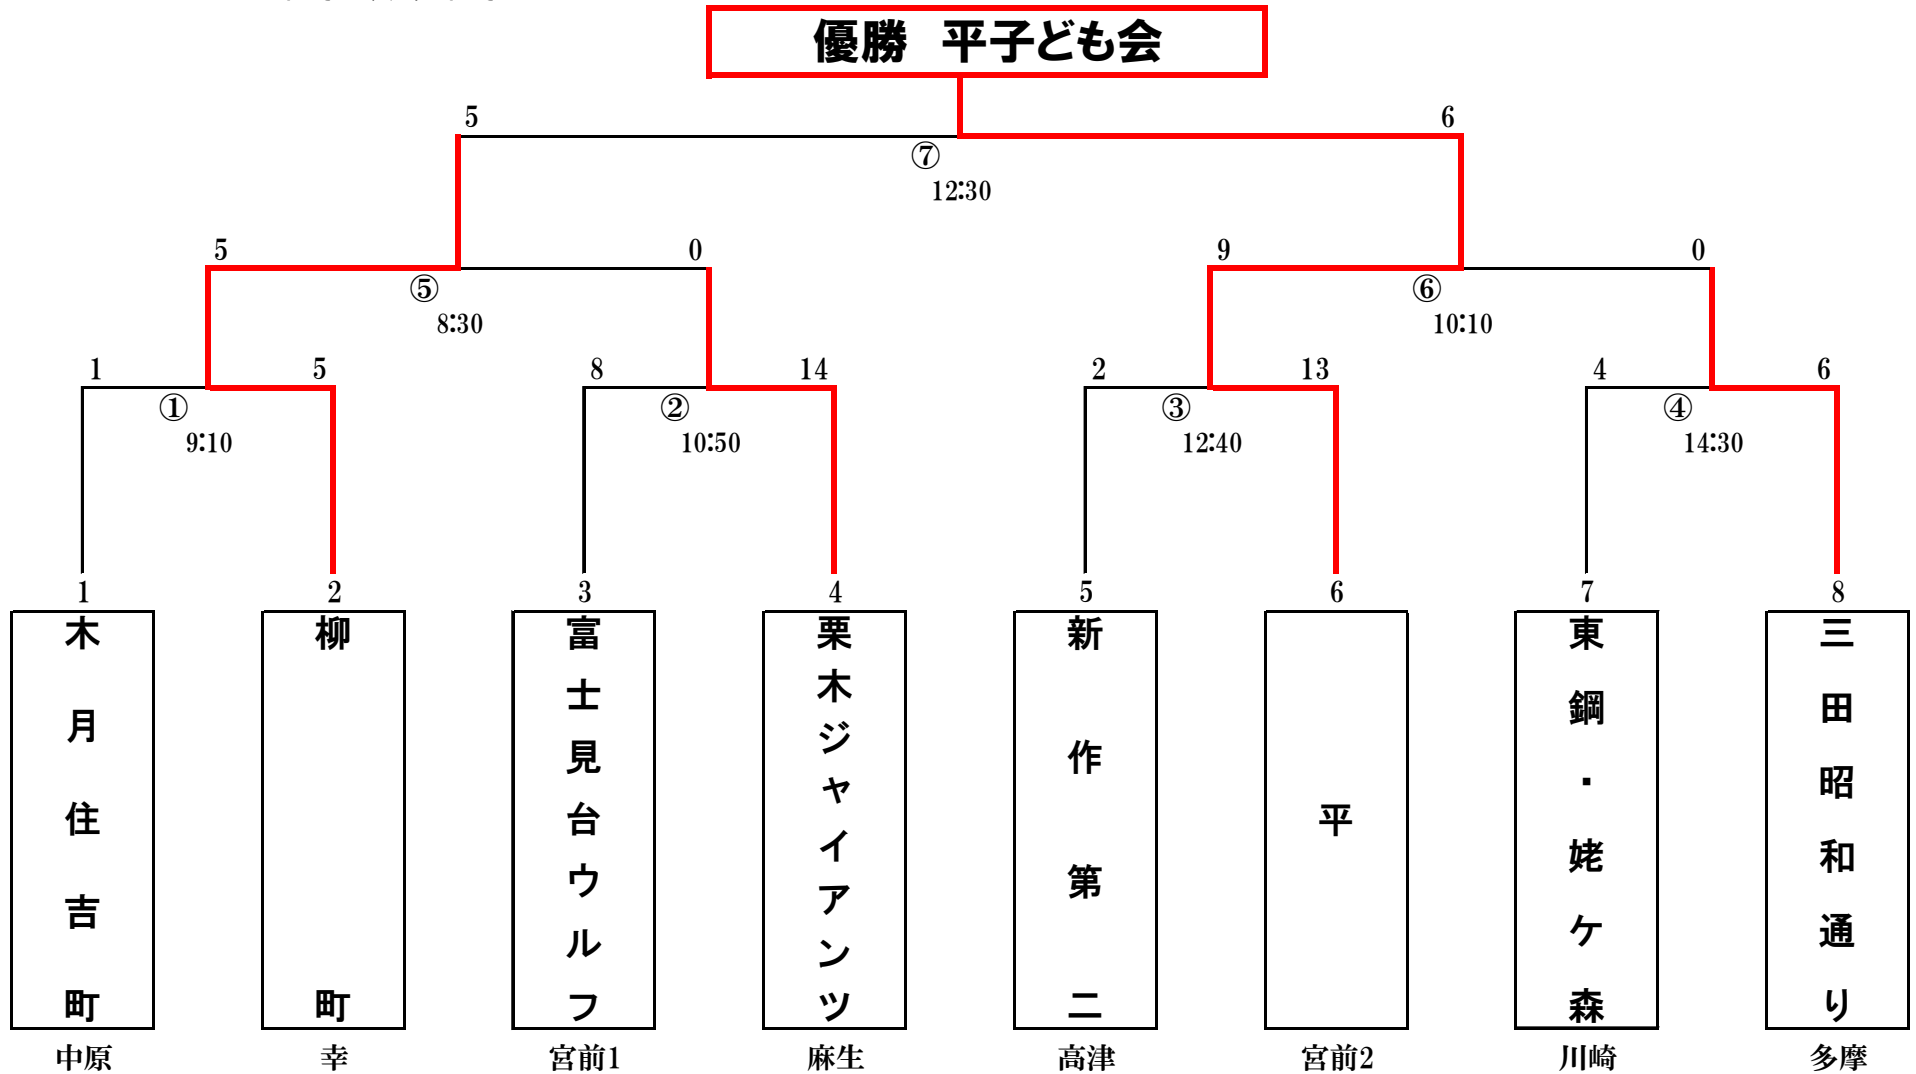 優勝　平子ども会
5 6
⑦
12:30
5 0 9 0
⑤ ⑥
8:30 10:10
1 5 8 14 2 13 4 6
① ② ③ ④
9:10 10:50 12:40 14:30
1 2 3 4 5 6 7 8
木月住吉町
柳町
富士見台ウルフ
栗木ジャイアンツ
新作第二
平
東鋼・姥ケ森
三田昭和通り
中原 幸 宮前1 麻生 高津 宮前2 川崎 多摩